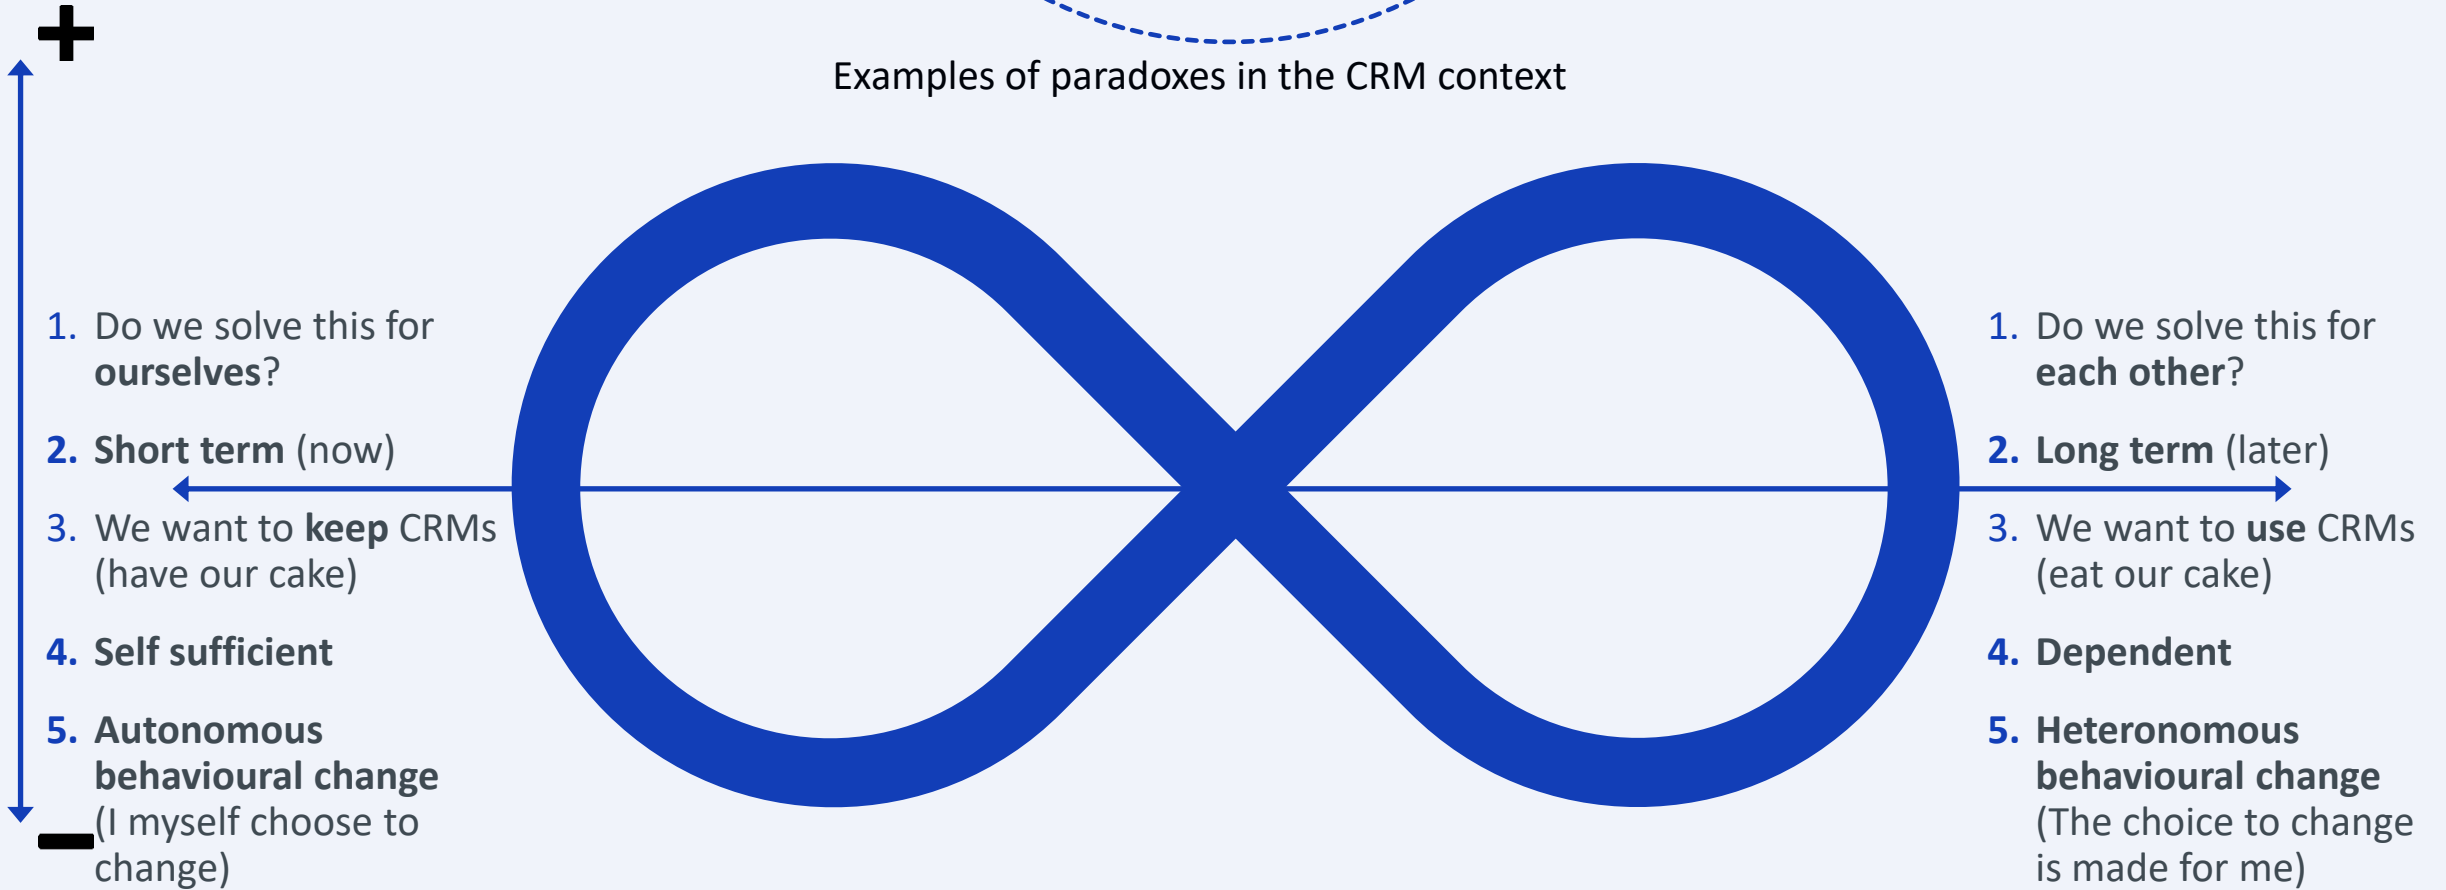 +
Examples of paradoxes in the CRM context
1. Do we solve this for
ourselves?
2. Short term (now)
3. We want to keep CRMs
(have our cake)
4. Self sufficient
5. Autonomous
behavioural change
(I myself choose to
change)
−
1. Do we solve this for
each other?
2. Long term (later)
3. We want to use CRMs
(eat our cake)
4. Dependent
5. Heteronomous
behavioural change
(The choice to change
is made for me)